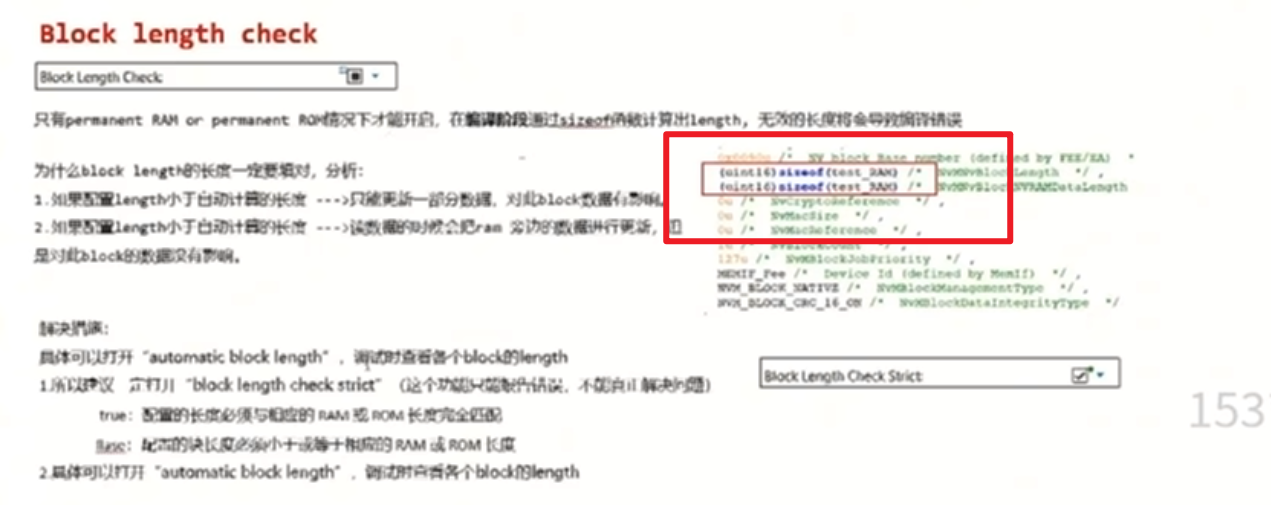 Block length check
Block Length Check:
只有permanent RAM or permanent ROM情况下才能开启，在编译阶段通过sizeof函数计算出length，无效的长度将会导致编译错误
为什么block length的长度一定要填对，分析：
1.如果配置length小于自动计算的长度 --->只能更新一部分数据，对此block数据有影响，
2.如果配置length小于自动计算的长度 --->读数据的时候会把ram 旁边的数据进行更新，
是对此block的数据没有影响。
/* NV block Base number (defined by FEE/EA) *
(uint16)sizeof(test_RAM) /* NvMNvBlockLength */ ,
(uint16)sizeof(test_RAM) /* NvMNvBlockNVRAMDataLength
0u /* NvCryptoReference */ ,
0u /* NvMacSize */ ,
0u /* NvMacReference */ ,
/* NvBlockCount */ ,
127u /* NvMBlockJobPriority */ ,
MEMIF_Fee /* Device Id (defined by MemIf) */ ,
NVM_BLOCK_NATIVE /* NvMBlockManagementType */ ,
NVM_BLOCK_CRC_16_ON /* NvMBlockDataIntegrityType */
解决措施：
具体可以打开“automatic block length”，调试时查看各个block的length
1.所以建议一定打开“block length check strict”（这个功能只能报告错误，不能真正解决问题）
true：配置的长度必须与相应的 RAM 或 ROM 长度完全匹配
配置的块长度必须小于或等于相应的 RAM 或 ROM 长度
2.具体可以打开“automatic block length”，调试时查看各个block的length
Block Length Check Strict:
153